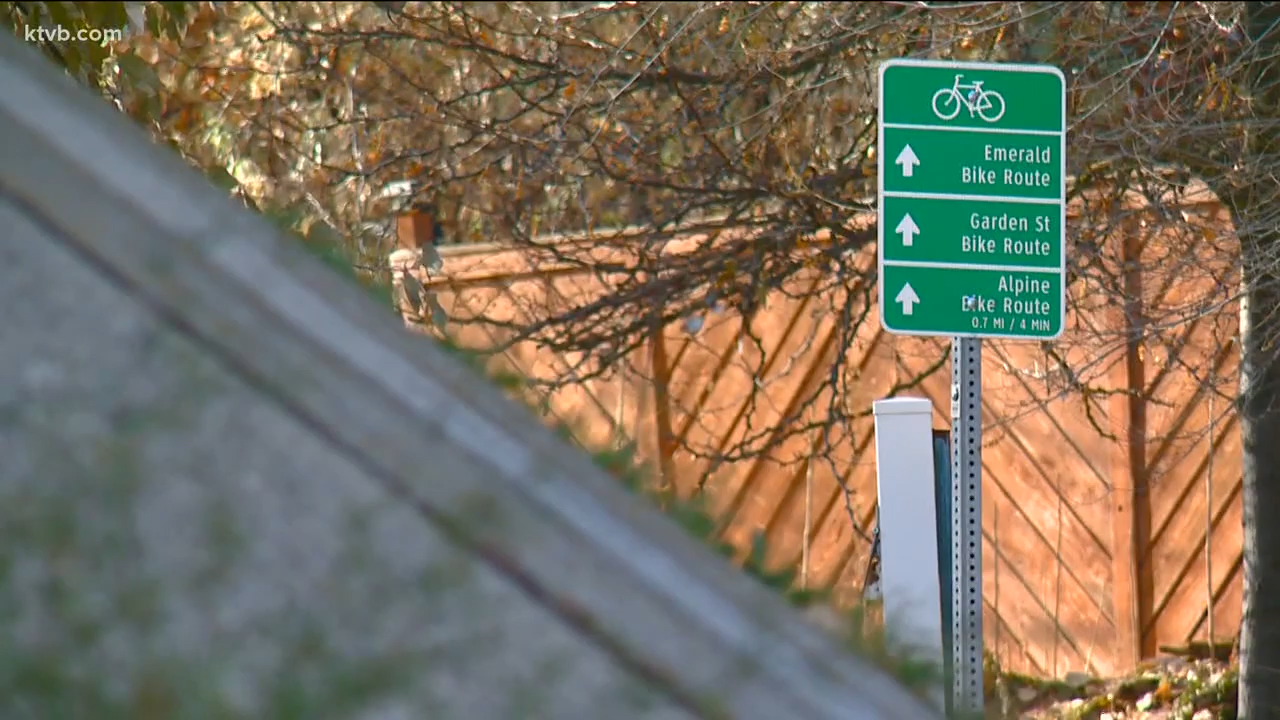 ktvb.com
Emerald
Bike Route
Garden St
Bike Route
Alpine
Bike Route
0.7 MI / 4 MIN